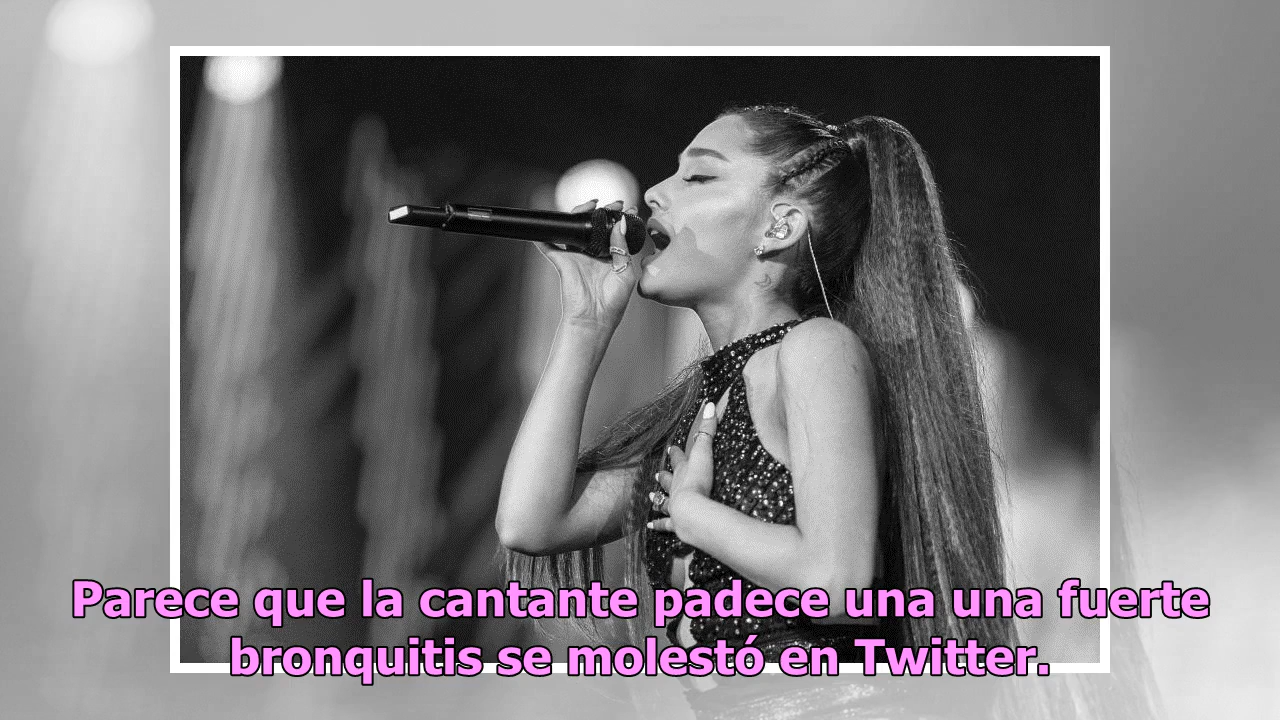 Parece que la cantante padece una una fuerte
bronquitis se molestó en Twitter.